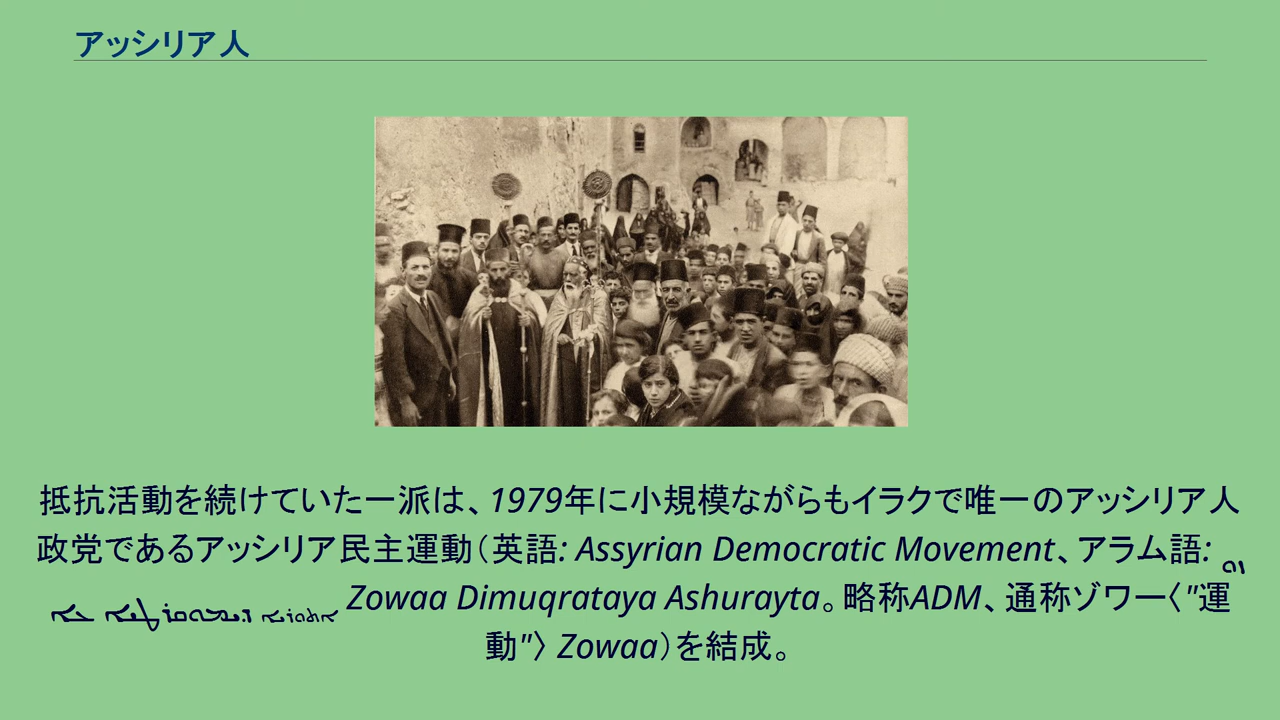 アッシリア人
抵抗活動を続けていた一派は、1979年に小規模ながらもイラクで唯一のアッシリア人
政党であるアッシリア民主運動（英語: Assyrian Democratic Movement、アラム語: ܙܘ
ܥܐ ܕܝܡܘܩܪܛܝܐ ܐܬܘܪܝܐ Zowaa Dimuqrataya Ashurayta。略称ADM、通称ゾワー〈"運
動"〉 Zowaa）を結成。